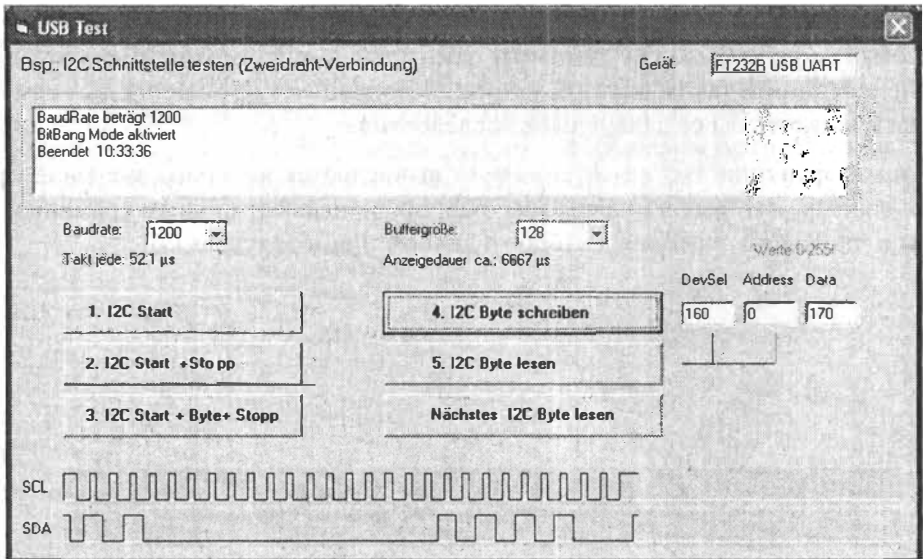 USB Test
Bsp.: I2C Schnittstelle testen (Zweidraht-Verbindung)
Gerät: FT232R USB UART
BaudRate beträgt 1200
BitBang Mode aktiviert
Beendet 10:33:36
Baudrate: 1200
Buffergröße: 128
Takt jede: 52.1 µs
Anzeigedauer ca.: 6667 µs
Werte 0-255!
DevSel Address Data
160 0 170
1. I2C Start
4. I2C Byte schreiben
2. I2C Start +Stopp
5. I2C Byte lesen
3. I2C Start + Byte+ Stopp
Nächstes I2C Byte lesen
SCL
SDA